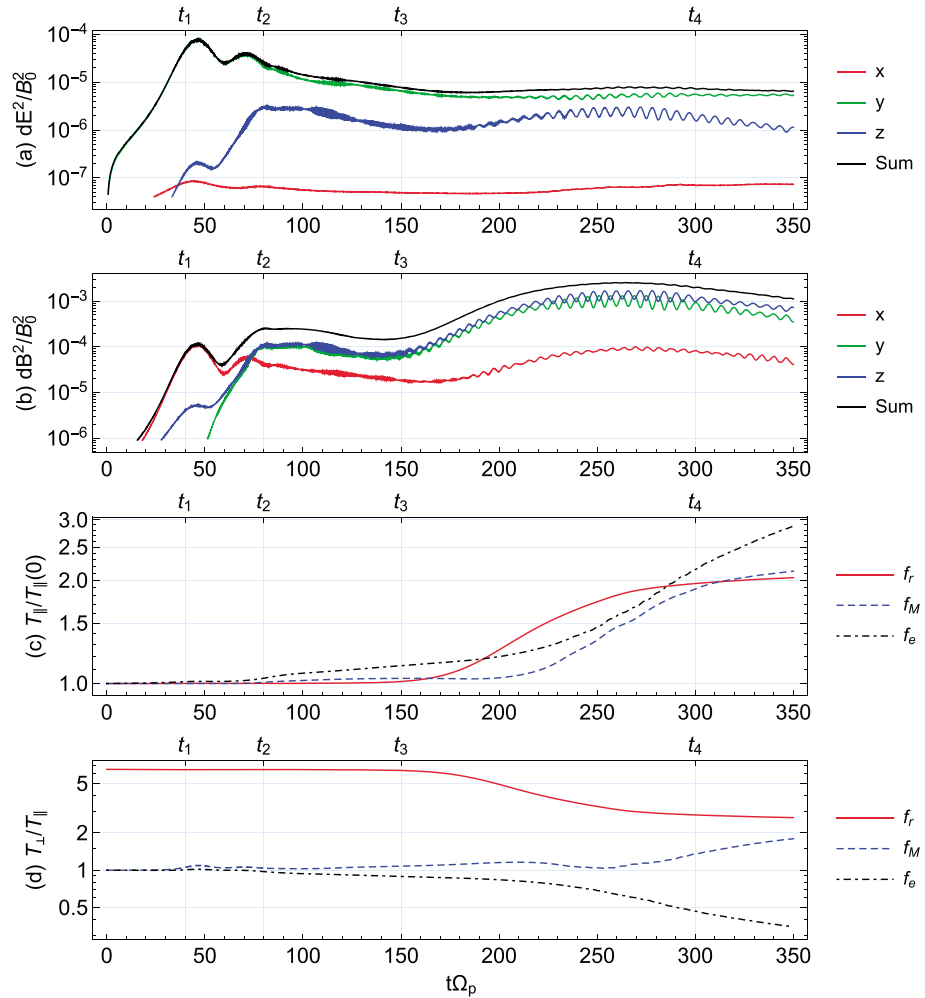 t1 t2 t3 t4
(a) dE²/B₀²
10⁻⁴
10⁻⁵
10⁻⁶
10⁻⁷
0 50 100 150 200 250 300 350
x
y
z
Sum
t1 t2 t3 t4
(b) dB²/B₀²
10⁻³
10⁻⁴
10⁻⁵
10⁻⁶
0 50 100 150 200 250 300 350
x
y
z
Sum
t1 t2 t3 t4
(c) T∥/T∥(0)
3.0
2.5
2.0
1.5
1.0
0 50 100 150 200 250 300 350
fr
fM
fe
t1 t2 t3 t4
(d) T⊥/T∥
5
2
1
0.5
0 50 100 150 200 250 300 350
fr
fM
fe
tΩp